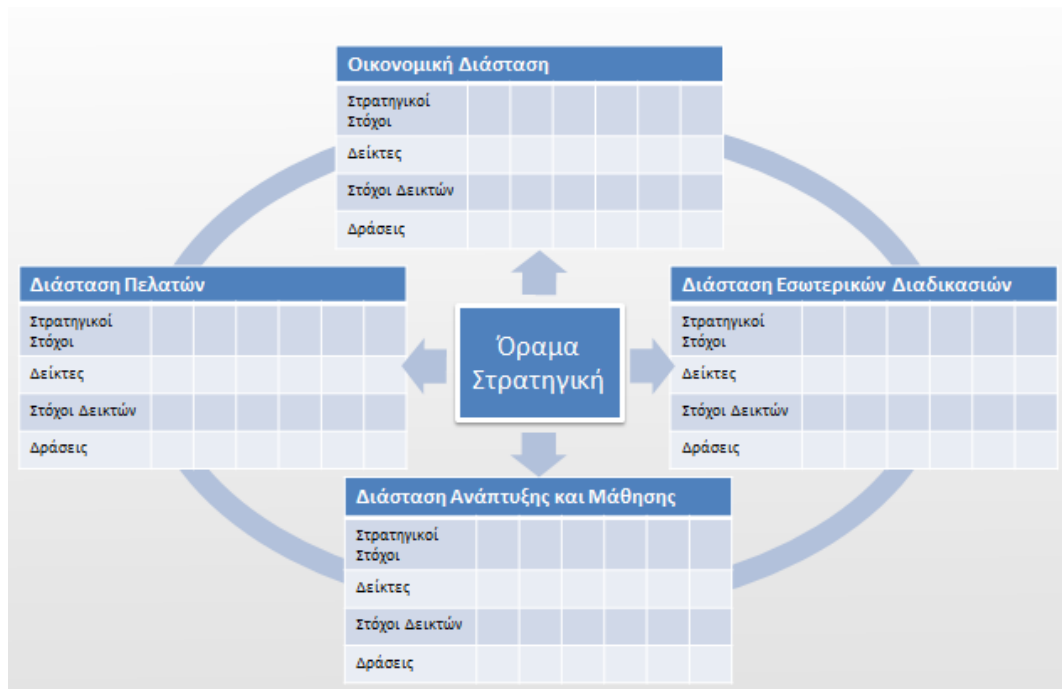 Οικονομική Διάσταση
Στρατηγικοί
Στόχοι
Δείκτες
Στόχοι Δεικτών
Δράσεις
Διάσταση Πελατών
Στρατηγικοί
Στόχοι
Δείκτες
Στόχοι Δεικτών
Δράσεις
Όραμα
Στρατηγική
Διάσταση Εσωτερικών Διαδικασιών
Στρατηγικοί
Στόχοι
Δείκτες
Στόχοι Δεικτών
Δράσεις
Διάσταση Ανάπτυξης και Μάθησης
Στρατηγικοί
Στόχοι
Δείκτες
Στόχοι Δεικτών
Δράσεις